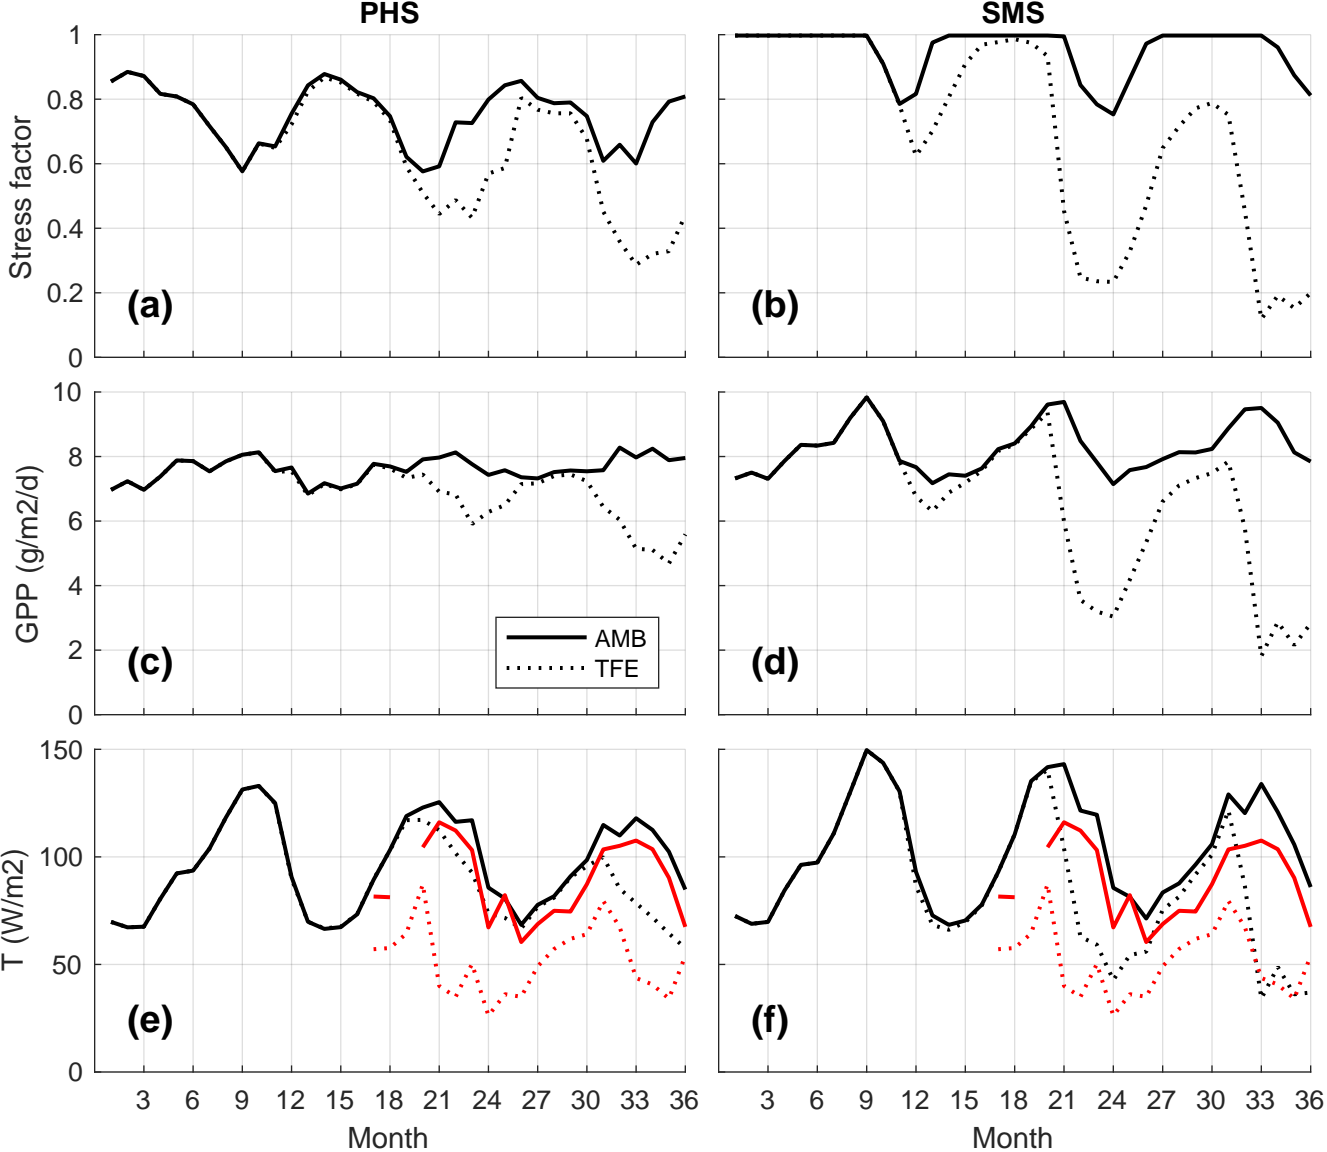 PHS
SMS
Stress factor
1
0.8
0.6
0.4
0.2
0
(a)
(b)
GPP (g/m2/d)
10
8
6
4
2
0
(c)
AMB
TFE
(d)
T (W/m2)
150
100
50
0
(e)
(f)
3 6 9 12 15 18 21 24 27 30 33 36
3 6 9 12 15 18 21 24 27 30 33 36
Month
Month